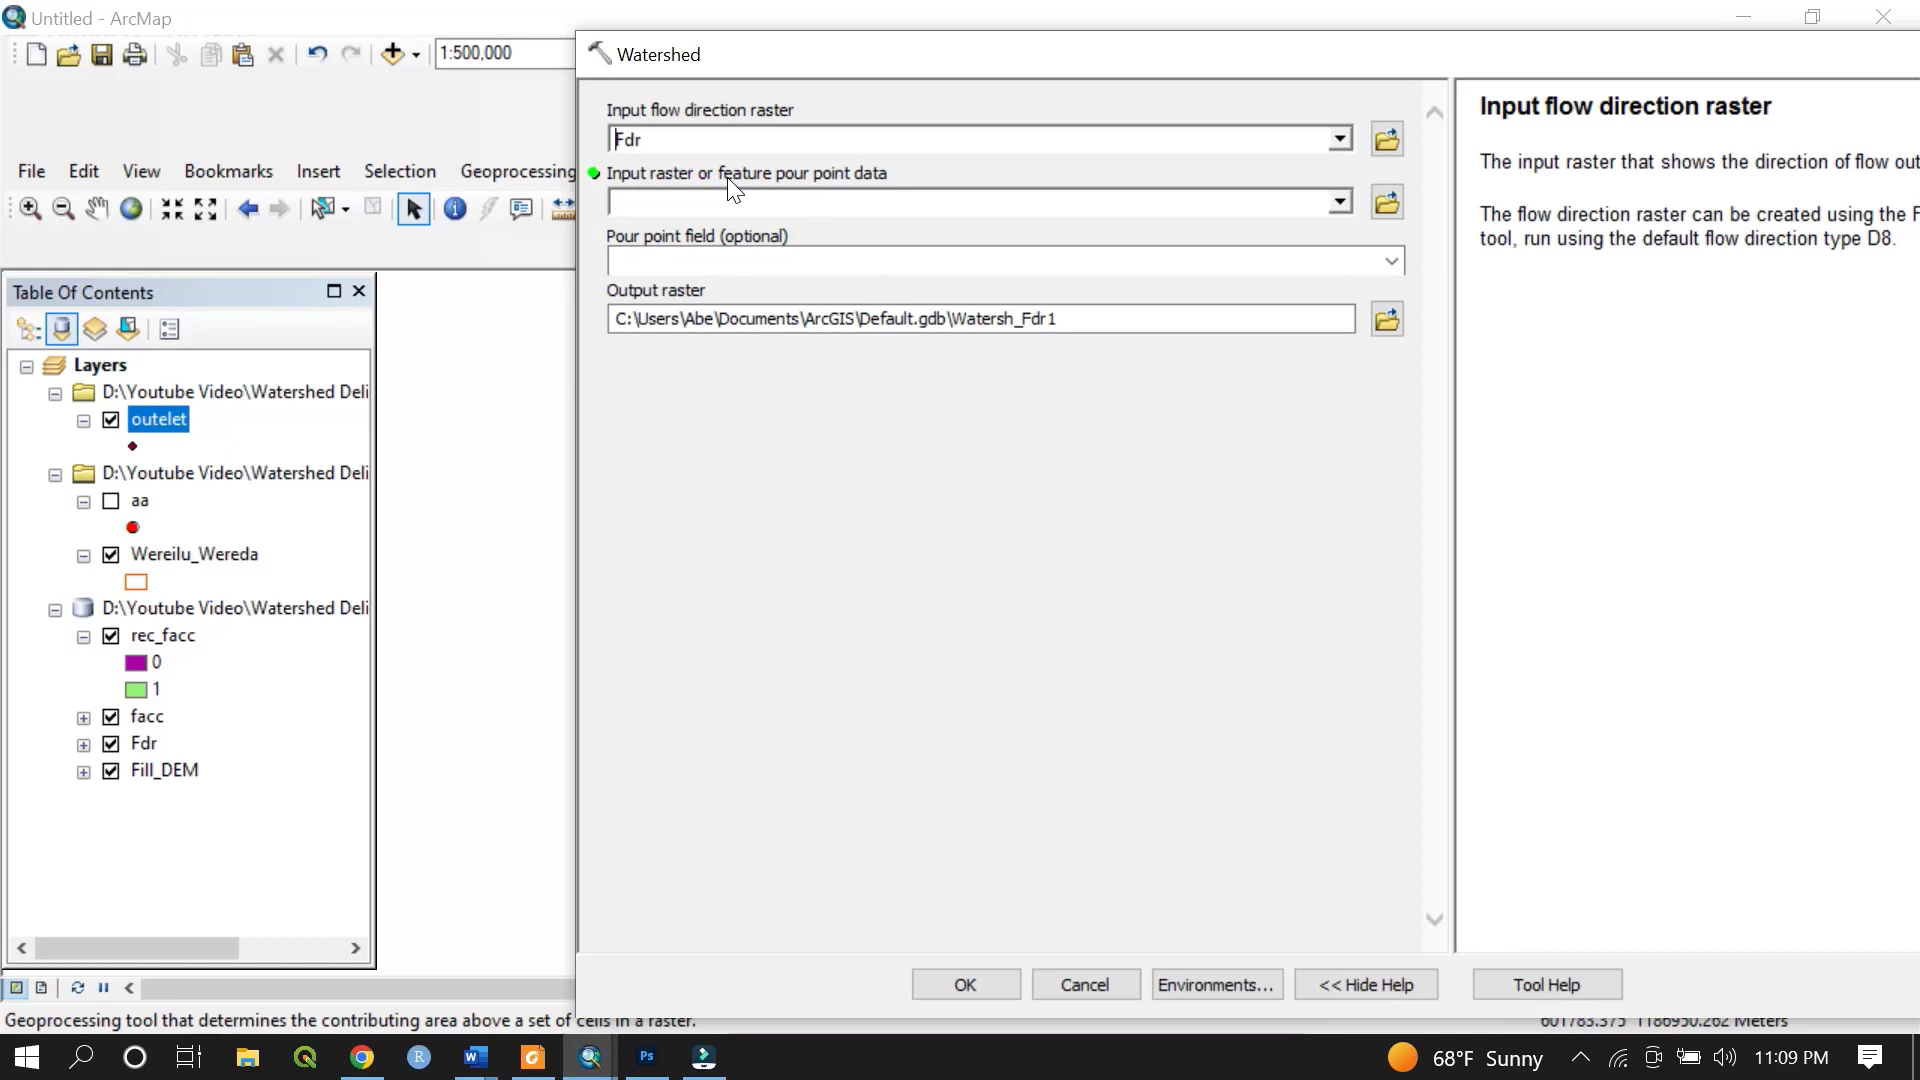 Untitled - ArcMap
1:500,000
File Edit View Bookmarks Insert Selection Geoprocessing
Table Of Contents
Layers
D:\Youtube Video\Watershed Deli
outelet
D:\Youtube Video\Watershed Deli
aa
Wereilu_Wereda
D:\Youtube Video\Watershed Deli
rec_facc
0
1
facc
Fdr
Fill_DEM
Watershed
Input flow direction raster
Fdr
Input raster or feature pour point data
Pour point field (optional)
Output raster
C:\Users\Abe\Documents\ArcGIS\Default.gdb\Watersh_Fdr1
OK Cancel Environments... << Hide Help Tool Help
Input flow direction raster
The input raster that shows the direction of flow out
The flow direction raster can be created using the F
tool, run using the default flow direction type D8.
Geoprocessing tool that determines the contributing area above a set of cells in a raster.
601783.375 1186950.262 Meters
R
W
Ps
68°F Sunny
11:09 PM